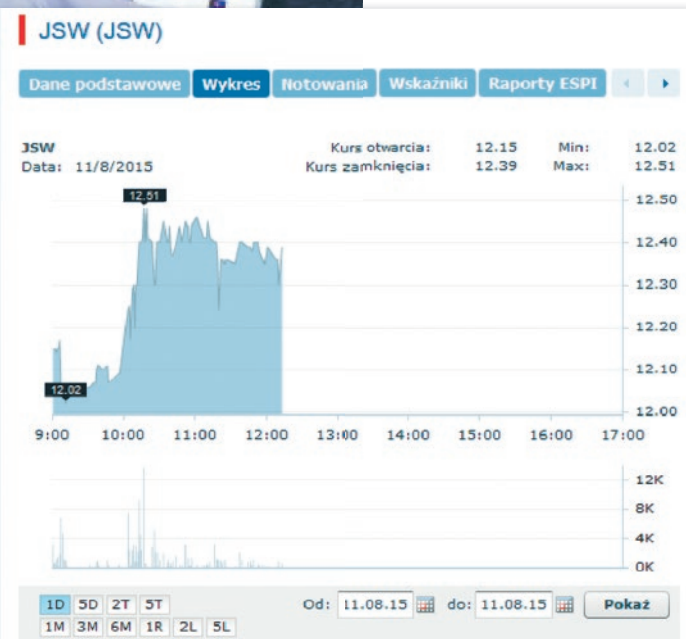 JSW (JSW)
Dane podstawowe Wykres Notowania Wskaźniki Raporty ESPI
JSW Kurs otwarcia: 12.15 Min: 12.02
Data: 11/8/2015 Kurs zamknięcia: 12.39 Max: 12.51
12.51
12.50
12.40
12.30
12.20
12.10
12.02
12.00
9:00 10:00 11:00 12:00 13:00 14:00 15:00 16:00 17:00
12K
8K
4K
0K
1D 5D 2T 5T Od: 11.08.15 do: 11.08.15 Pokaż
1M 3M 6M 1R 2L 5L